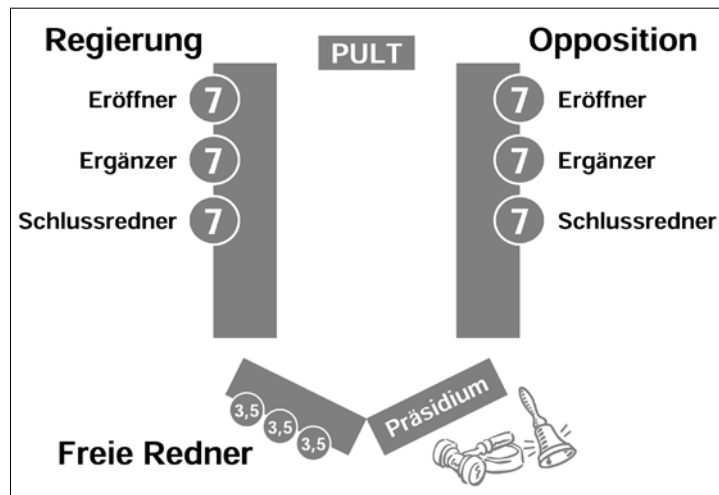 Regierung
PULT
Opposition
Eröffner 7
7 Eröffner
Ergänzer 7
7 Ergänzer
Schlussredner 7
7 Schlussredner
3,5
3,5
3,5
Präsidium
Freie Redner